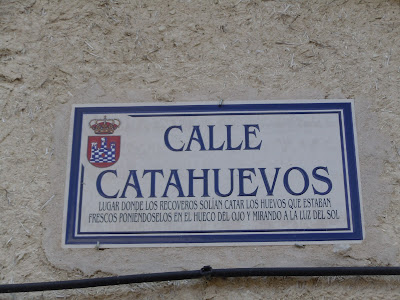 CALLE
CATAHUEVOS
LUGAR DONDE LOS RECOVEROS SOLÍAN CATAR LOS HUEVOS QUE ESTABAN
FRESCOS PONIENDOSELOS EN EL HUECO DEL OJO Y MIRANDO A LA LUZ DEL SOL